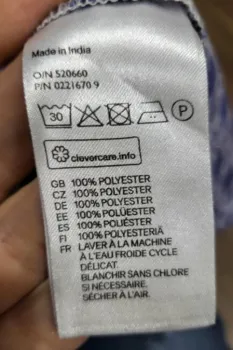 Made in India
O/N 520660
P/N 0221670 9
30
P
clevercare.info
GB 100% POLYESTER
CZ 100% POLYESTER
DE 100% POLYESTER
EE 100% POLÜESTER
ES 100% POLIÉSTER
FI 100% POLYESTERIÄ
FR LAVER À LA MACHINE
À L'EAU FROIDE CYCLE
DÉLICAT.
BLANCHIR SANS CHLORE
SI NÉCESSAIRE.
SÉCHER À L'AIR.